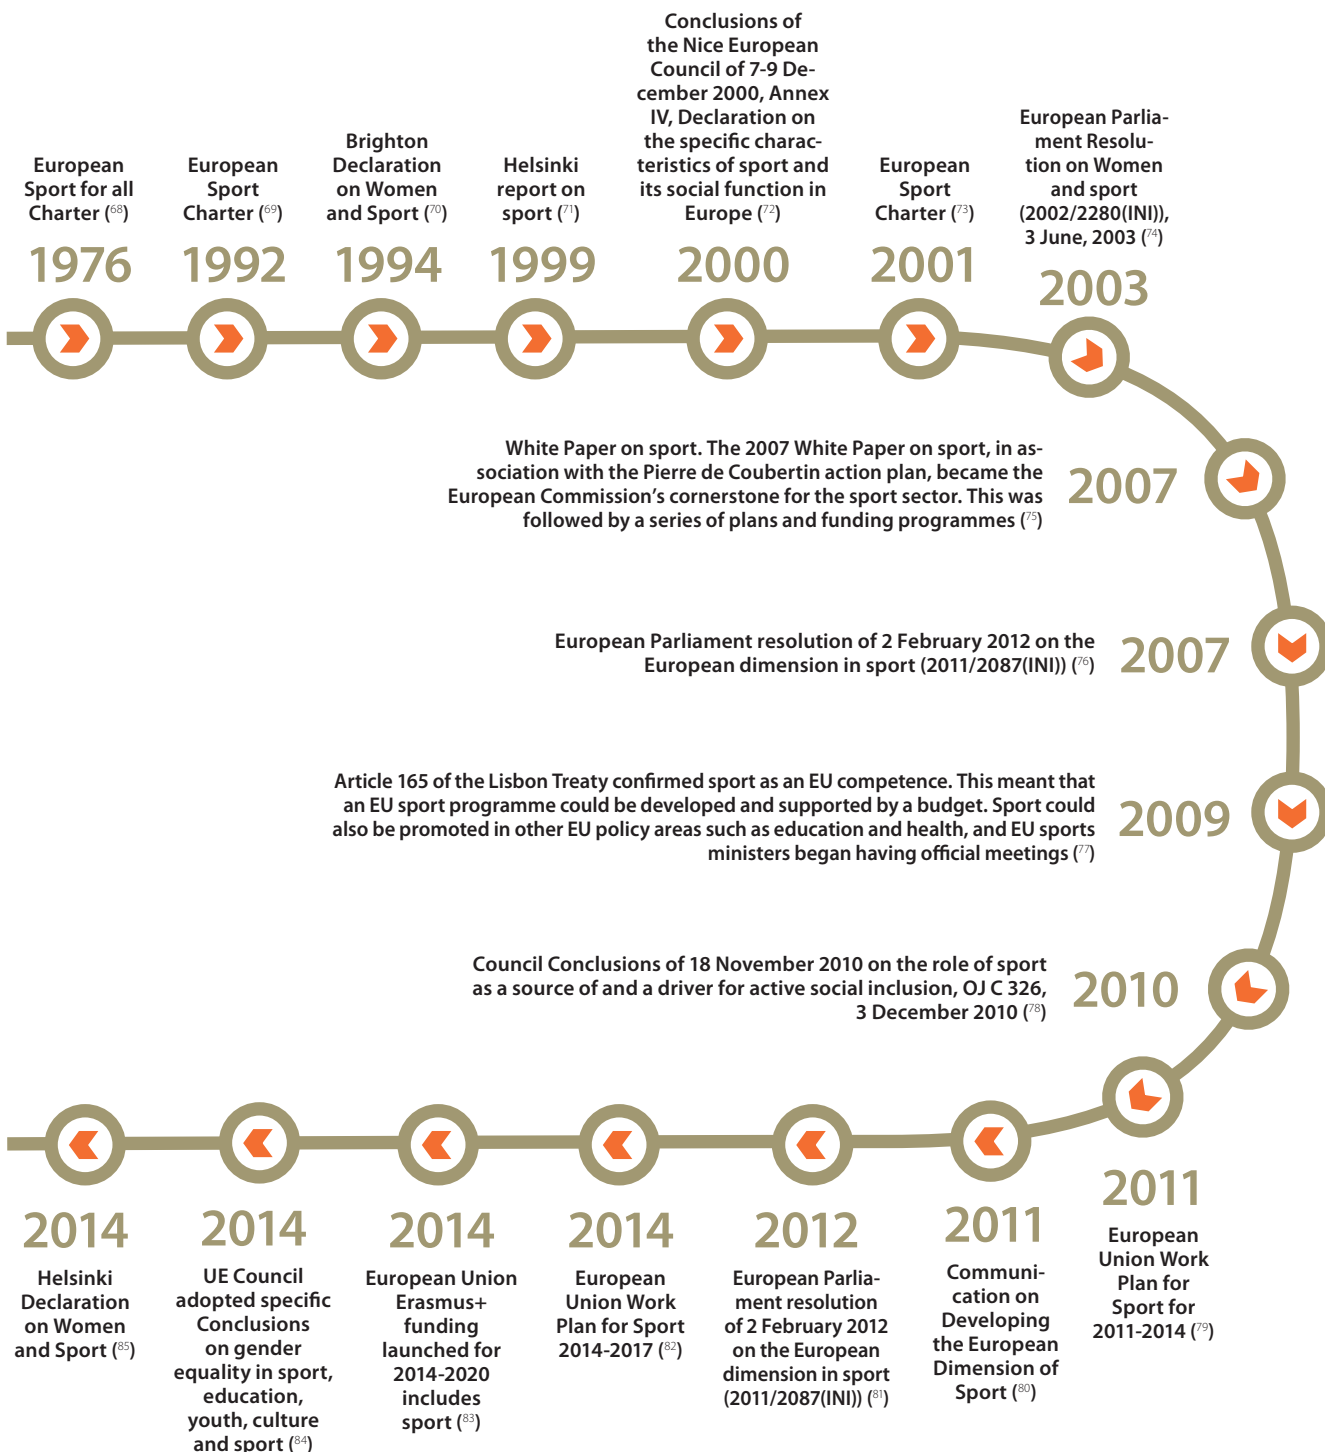 European
Sport for all
Charter (68)
1976
European
Sport
Charter (69)
1992
Brighton
Declaration
on Women
and Sport (70)
1994
Helsinki
report on
sport (71)
1999
Conclusions of
the Nice European
Council of 7-9 De-
cember 2000, Annex
IV, Declaration on
the specific charac-
teristics of sport and
its social function in
Europe (72)
2000
European
Sport
Charter (73)
2001
European Parlia-
ment Resolu-
tion on Women
and sport
(2002/2280(INI)),
3 June, 2003 (74)
2003
White Paper on sport. The 2007 White Paper on sport, in as-
sociation with the Pierre de Coubertin action plan, became the
European Commission's cornerstone for the sport sector. This was
followed by a series of plans and funding programmes (75)
2007
European Parliament resolution of 2 February 2012 on the
European dimension in sport (2011/2087(INI)) (76)
2007
Article 165 of the Lisbon Treaty confirmed sport as an EU competence. This meant that
an EU sport programme could be developed and supported by a budget. Sport could
also be promoted in other EU policy areas such as education and health, and EU sports
ministers began having official meetings (77)
2009
Council Conclusions of 18 November 2010 on the role of sport
as a source of and a driver for active social inclusion, OJ C 326,
3 December 2010 (78)
2010
2011
European
Union Work
Plan for
Sport for
2011-2014 (79)
2011
Communi-
cation on
Developing
the European
Dimension of
Sport (80)
2012
European Parlia-
ment resolution
of 2 February 2012
on the European
dimension in sport
(2011/2087(INI)) (81)
2014
European
Union Work
Plan for Sport
2014-2017 (82)
2014
European Union
Erasmus+
funding
launched for
2014-2020
includes
sport (83)
2014
UE Council
adopted specific
Conclusions
on gender
equality in sport,
education,
youth, culture
and sport (84)
2014
Helsinki
Declaration
on Women
and Sport (85)